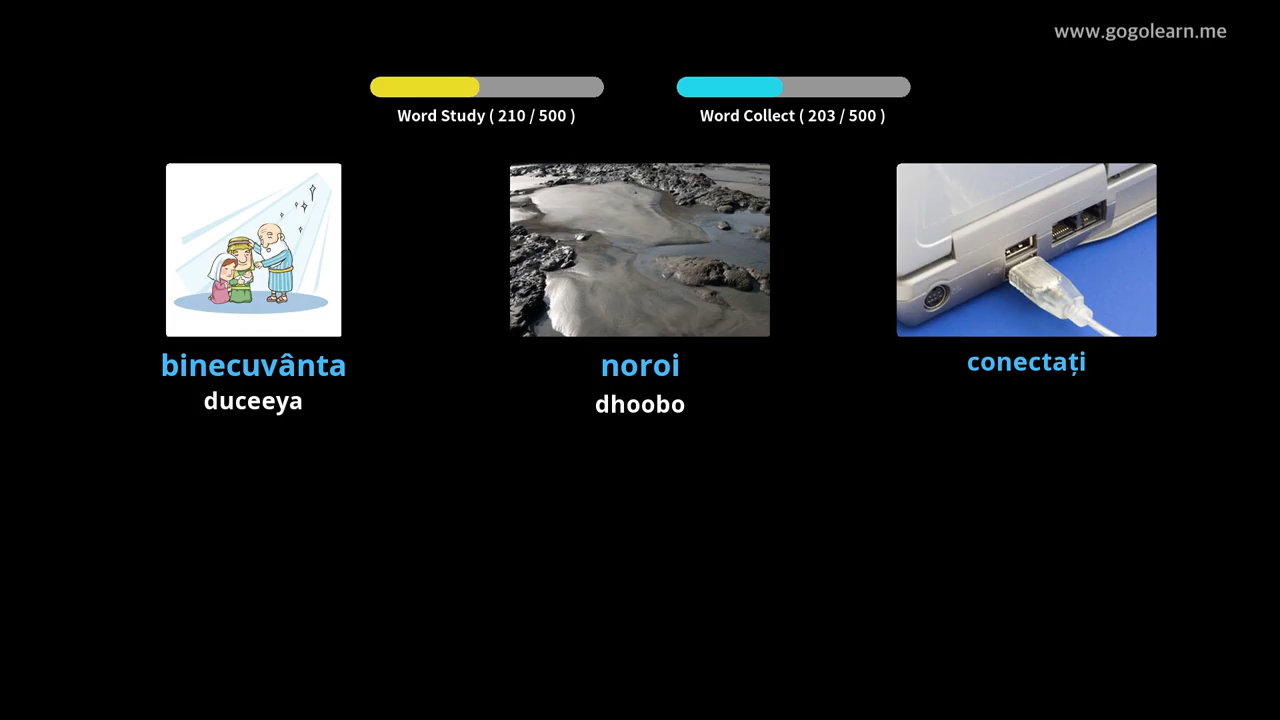 www.gogolearn.me
Word Study ( 210 / 500 )
Word Collect ( 203 / 500 )
binecuvânta
duceeya
noroi
dhoobo
conectați